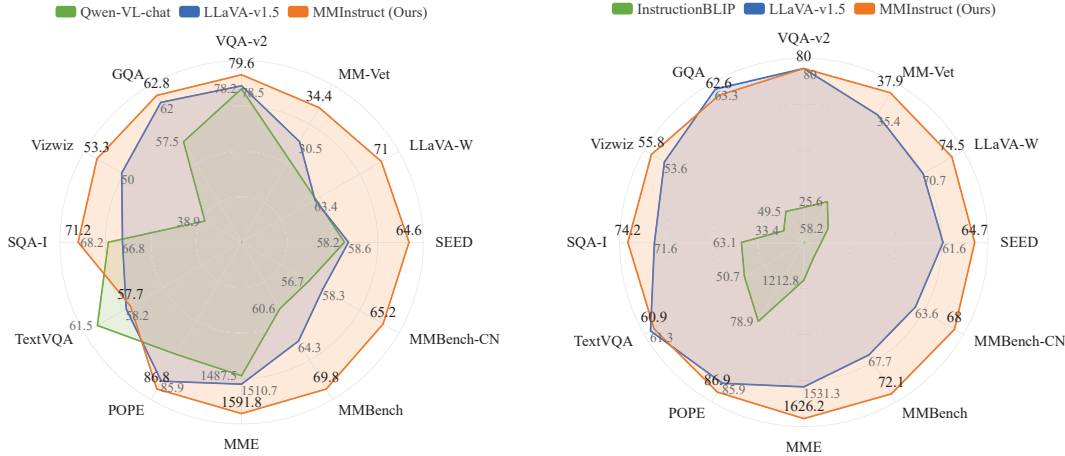 Qwen-VL-chat LLaVA-v1.5 MMInstruct (Ours)
VQA-v2
79.6
GQA
62.8
MM-Vet
34.4
78.2
78.5
62
Vizwiz
53.3
57.5
30.5
LLaVA-W
71
50
38.9
63.4
SQA-I
71.2
68.2
66.8
58.2
58.6
64.6
SEED
57.7
58.2
56.7
58.3
65.2
61.5
TextVQA
60.6
MMBench-CN
64.3
86.8
85.9
1487.5
1510.7
69.8
POPE
1591.8
MMBench
MME
InstructionBLIP LLaVA-v1.5 MMInstruct (Ours)
VQA-v2
80
80
GQA
62.6
63.3
MM-Vet
37.9
35.4
Vizwiz
55.8
53.6
LLaVA-W
74.5
70.7
49.5
25.6
33.4
58.2
SQA-I
74.2
71.6
63.1
61.6
64.7
SEED
50.7
1212.8
63.6
68
60.9
61.3
TextVQA
78.9
MMBench-CN
67.7
72.1
86.9
85.9
1531.3
1626.2
POPE
MMBench
MME